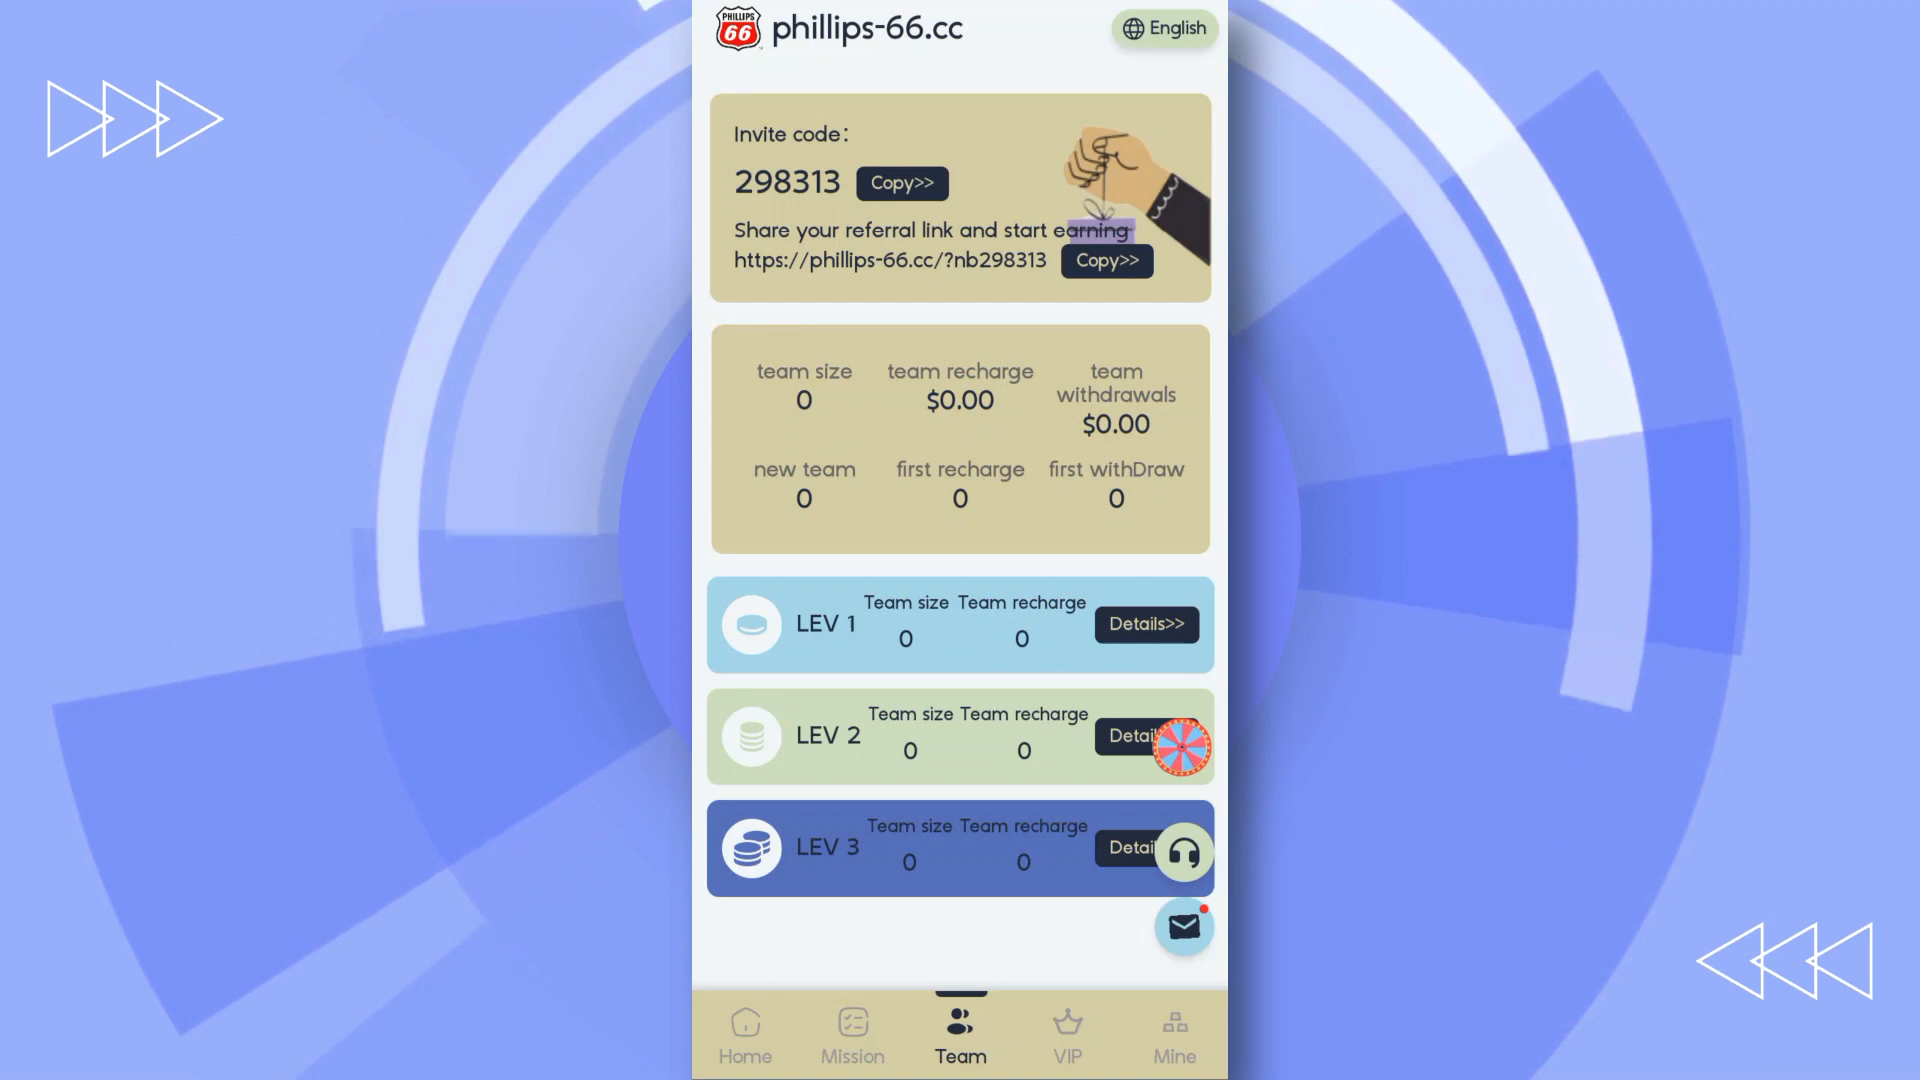 PHILLIPS
66
phillips-66.cc
English
Invite code:
298313
Copy>>
Share your referral link and start earning
https://phillips-66.cc/?nb298313
Copy>>
team size
team recharge
team
withdrawals
0
$0.00
$0.00
new team
first recharge
first withDraw
0
0
0
LEV 1
Team size
Team recharge
0
0
Details>>
LEV 2
Team size
Team recharge
0
0
Detai
LEV 3
Team size
Team recharge
0
0
Detai
Home
Mission
Team
VIP
Mine